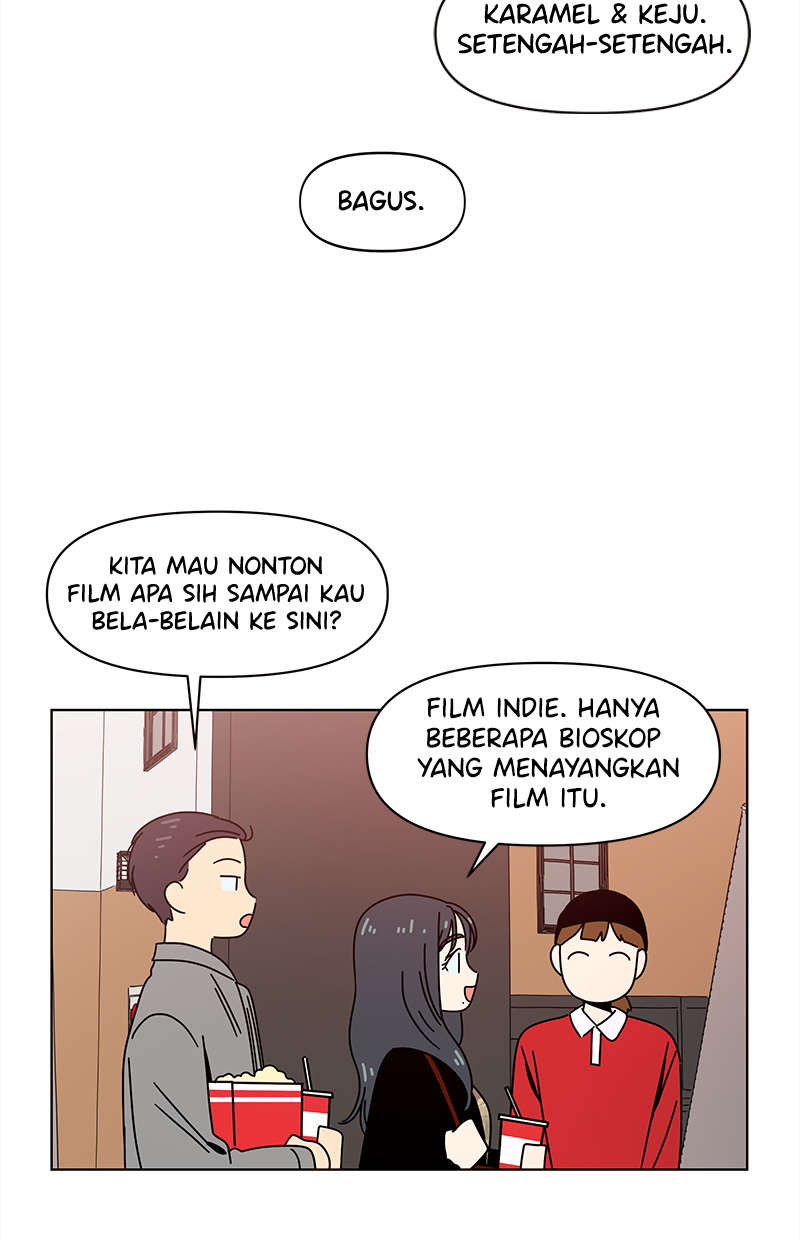 KARAMEL & KEJU.
SETENGAH-SETENGAH.
BAGUS.
KITA MAU NONTON
FILM APA SIH SAMPAI KAU
BELA-BELAIN KE SINI?
FILM INDIE. HANYA
BEBERAPA BIOSKOP
YANG MENAYANGKAN
FILM ITU.